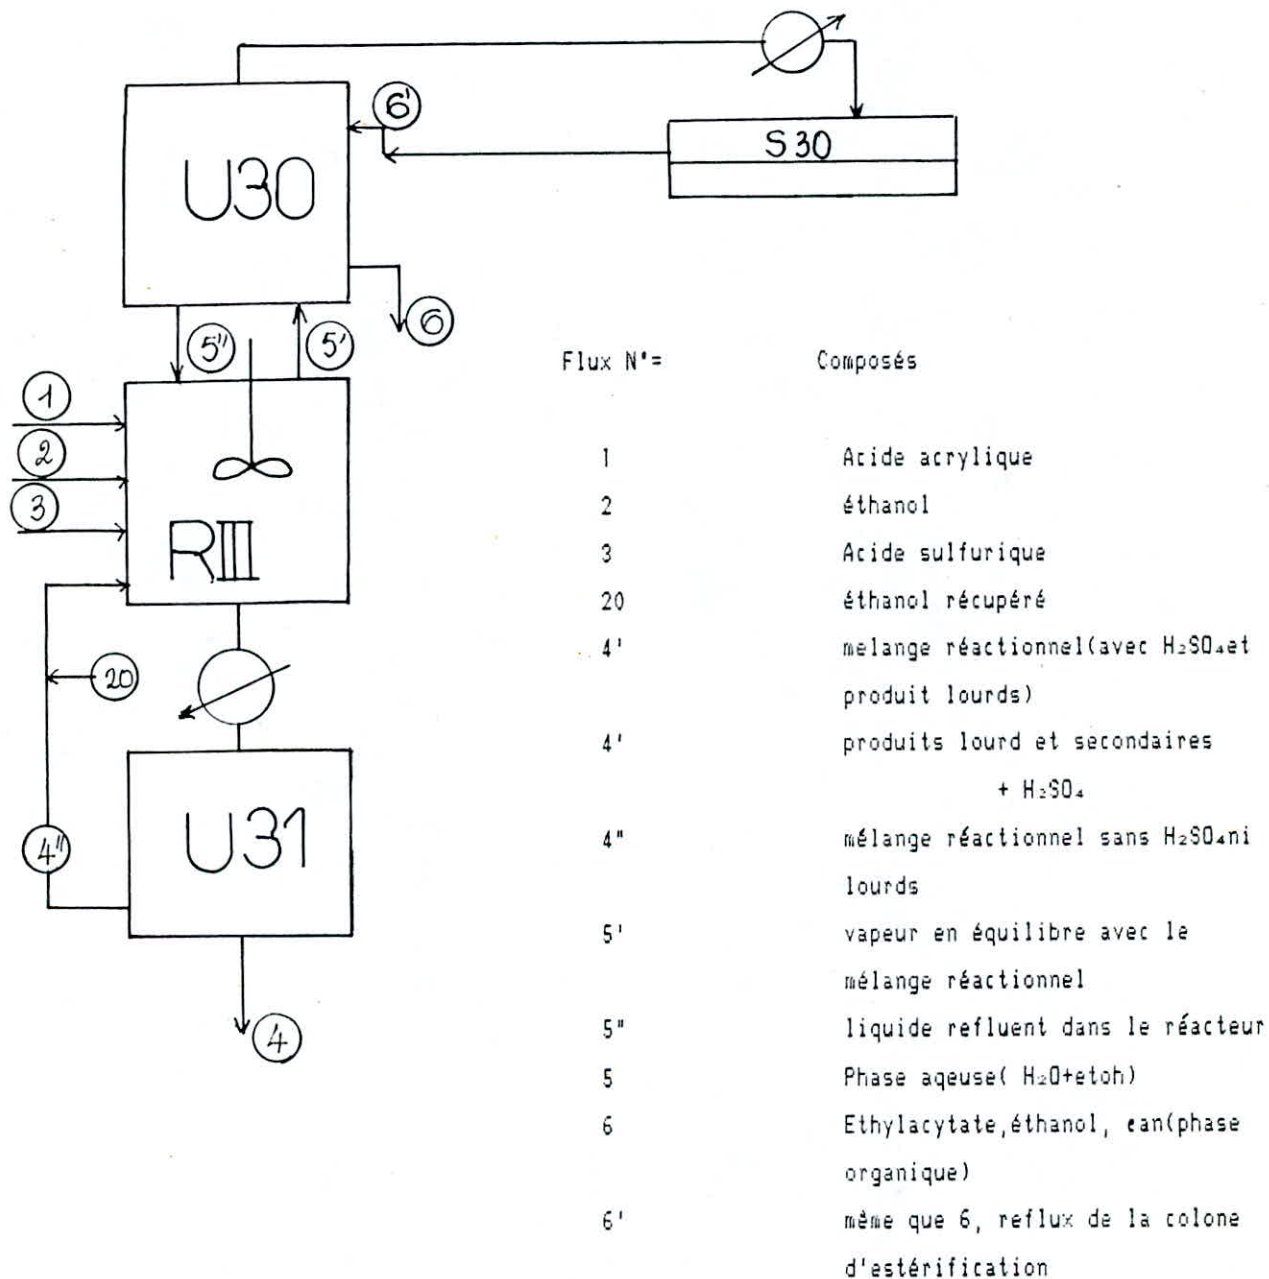 6'
S30
U30
5"
5'
6
1
2
3
RIII
20
U31
4"
4
Flux N°= Composés
1 Acide acrylique
2 éthanol
3 Acide sulfurique
20 éthanol récupéré
4' melange réactionnel(avec H₂SO₄et
produit lourds)
4' produits lourd et secondaires
+ H₂SO₄
4" mélange réactionnel sans H₂SO₄ni
lourds
5' vapeur en équilibre avec le
mélange réactionnel
5" liquide refluent dans le réacteur
5 Phase aqeuse( H₂O+etoh)
6 Ethylacytate,éthanol, ean(phase
organique)
6' même que 6, reflux de la colone
d'estérification